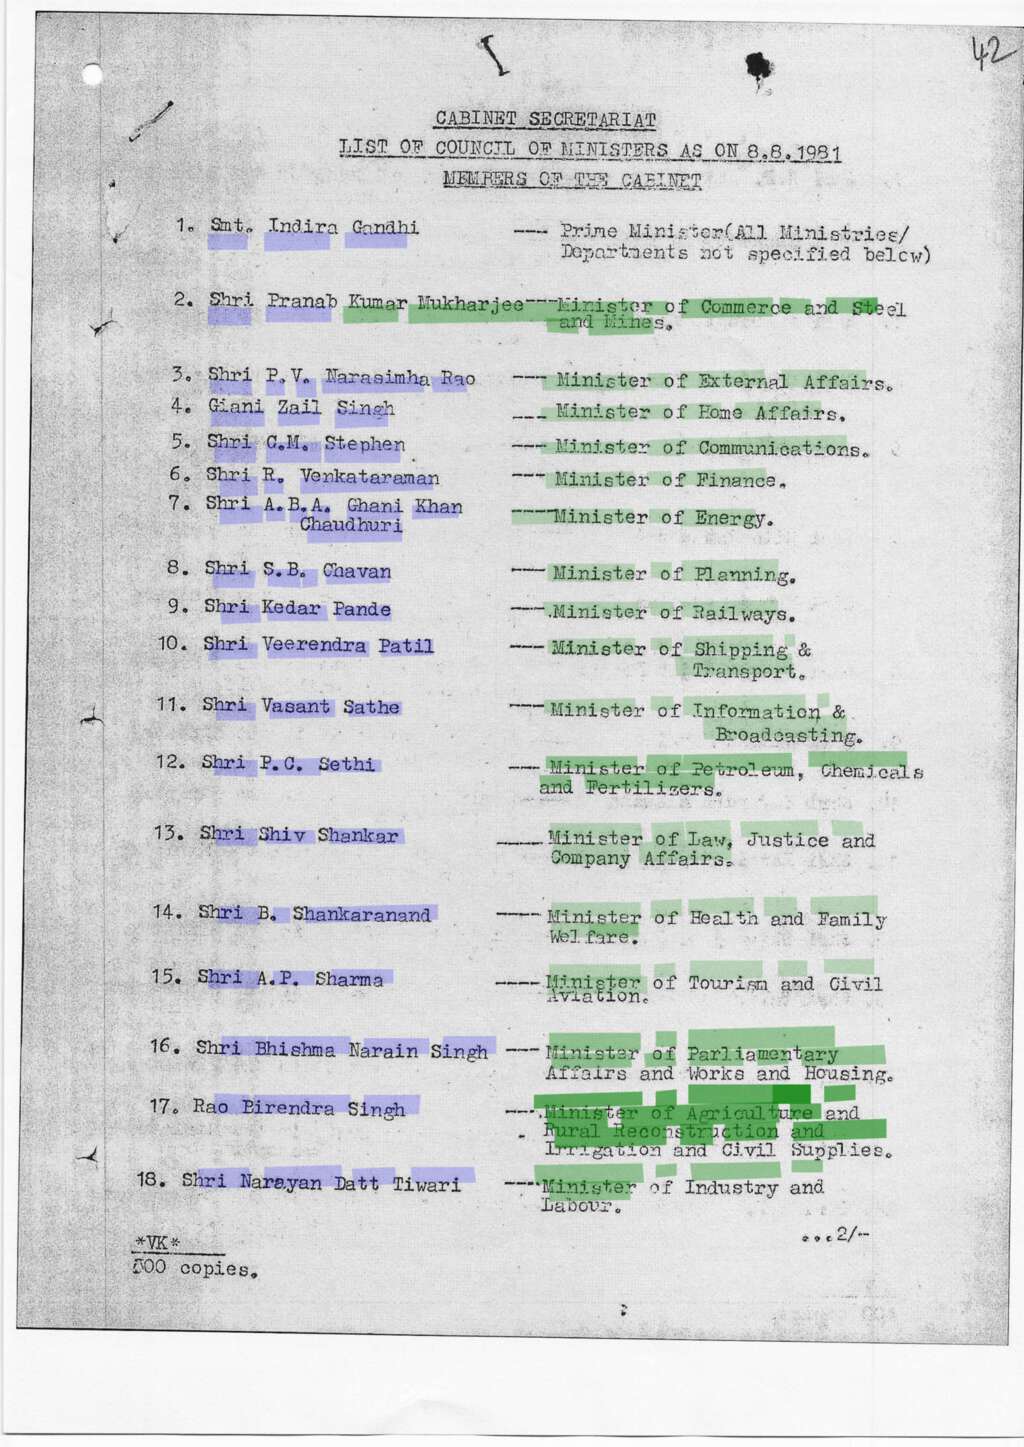 42
CABINET SECRETARIAT
LIST OF COUNCIL OF MINISTERS AS ON 8.8.1981
MEMBERS OF THE CABINET
1. Smt. Indira Gandhi --- Prime Minister(All Ministries/
Departments not specified below)
2. Shri Pranab Kumar Mukharjee---Minister of Commerce and Steel
and Mines.
3. Shri P.V. Narasimha Rao --- Minister of External Affairs.
4. Giani Zail Singh --- Minister of Home Affairs.
5. Shri C.M. Stephen --- Minister of Communications.
6. Shri R. Venkataraman --- Minister of Finance.
7. Shri A.B.A. Ghani Khan
Chaudhuri ----Minister of Energy.
8. Shri S.B. Chavan --- Minister of Planning.
9. Shri Kedar Pande ---.Minister of Railways.
10. Shri Veerendra Patil --- Minister of Shipping &
Transport.
11. Shri Vasant Sathe --- Minister of Information &
Broadcasting.
12. Shri P.C. Sethi --- Minister of Petroleum, Chemicals
and Fertilizers.
13. Shri Shiv Shankar ---- Minister of Law, Justice and
Company Affairs.
14. Shri B. Shankaranand ---- Minister of Health and Family
Welfare.
15. Shri A.P. Sharma ---- Minister of Tourism and Civil
Aviation.
16. Shri Bhishma Narain Singh --- Minister of Parliamentary
Affairs and Works and Housing.
17. Rao Birendra Singh ---.Minister of Agriculture and
Rural Reconstruction and
Irrigation and Civil Supplies.
18. Shri Narayan Datt Tiwari --- Minister of Industry and
Labour.
...2/--
*VK*
500 copies.